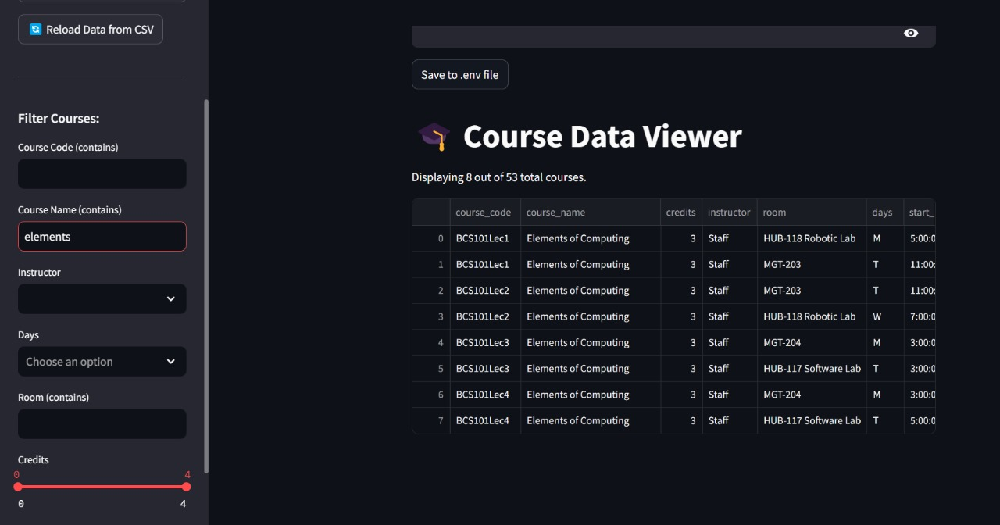 Reload Data from CSV
Filter Courses:
Course Code (contains)
Course Name (contains)
elements
Instructor
Days
Choose an option
Room (contains)
Credits
0 4
0 4
Save to .env file
Course Data Viewer
Displaying 8 out of 53 total courses.
course_code course_name credits instructor room days start_
0 BCS101Lec1 Elements of Computing 3 Staff HUB-118 Robotic Lab M 5:00:0
1 BCS101Lec1 Elements of Computing 3 Staff MGT-203 T 11:00:
2 BCS101Lec2 Elements of Computing 3 Staff MGT-203 T 11:00:
3 BCS101Lec2 Elements of Computing 3 Staff HUB-118 Robotic Lab W 7:00:0
4 BCS101Lec3 Elements of Computing 3 Staff MGT-204 M 3:00:0
5 BCS101Lec3 Elements of Computing 3 Staff HUB-117 Software Lab T 3:00:0
6 BCS101Lec4 Elements of Computing 3 Staff MGT-204 M 3:00:0
7 BCS101Lec4 Elements of Computing 3 Staff HUB-117 Software Lab T 5:00:0